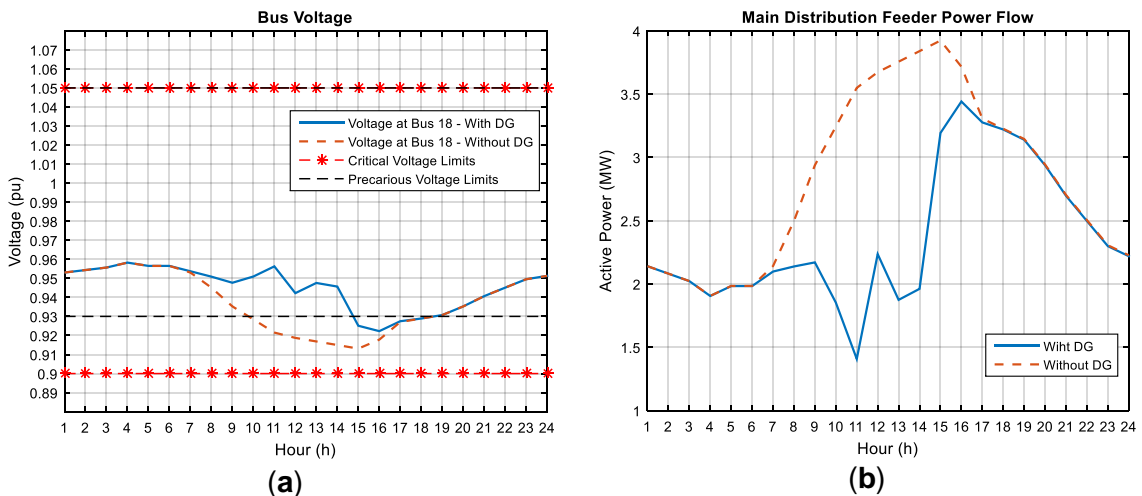 Bus Voltage
1.07
1.06
1.05
1.04
1.03
1.02
1.01
1
0.99
0.98
0.97
0.96
0.95
0.94
0.93
0.92
0.91
0.9
0.89
Voltage (pu)
Voltage at Bus 18 - With DG
Voltage at Bus 18 - Without DG
Critical Voltage Limits
Precarious Voltage Limits
1 2 3 4 5 6 7 8 9 10 11 12 13 14 15 16 17 18 19 20 21 22 23 24
Hour (h)
(a)
Main Distribution Feeder Power Flow
4
3.5
3
2.5
2
1.5
1
Active Power (MW)
Wiht DG
Without DG
1 2 3 4 5 6 7 8 9 10 11 12 13 14 15 16 17 18 19 20 21 22 23 24
Hour (h)
(b)